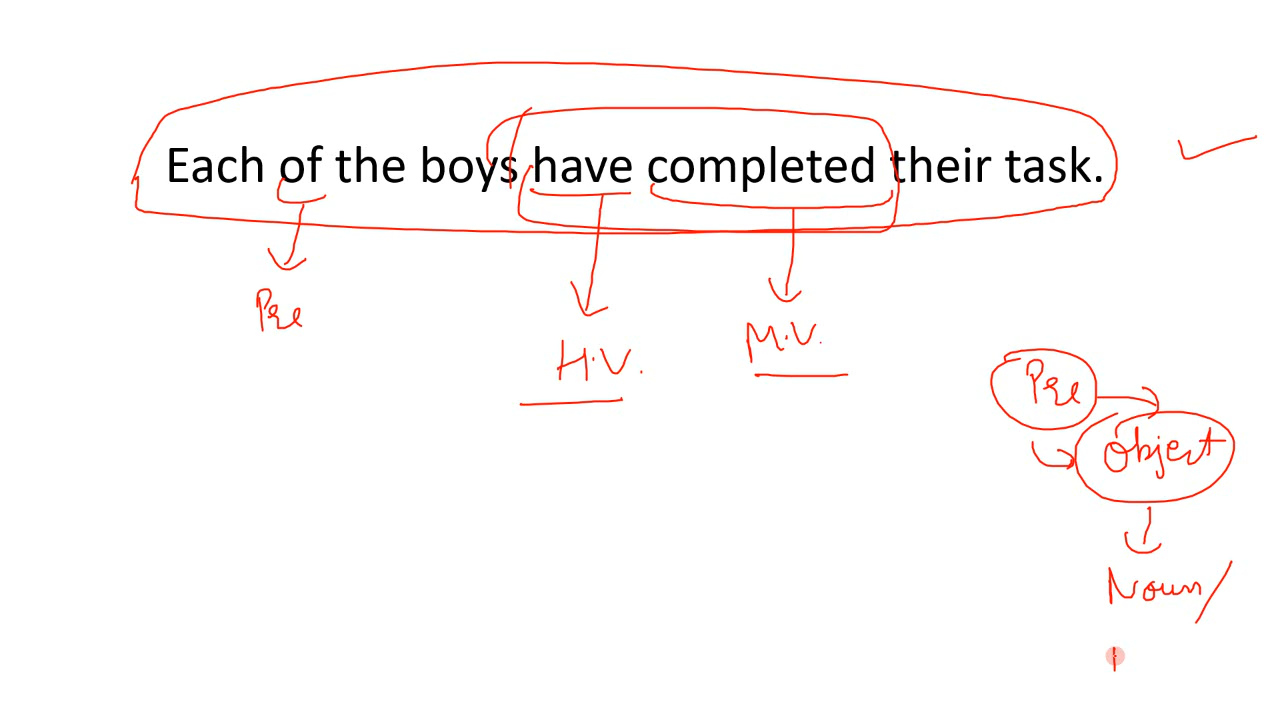 Each of the boys have completed their task.
Pre
H.V.
M.V.
Pre
Object
Noun/